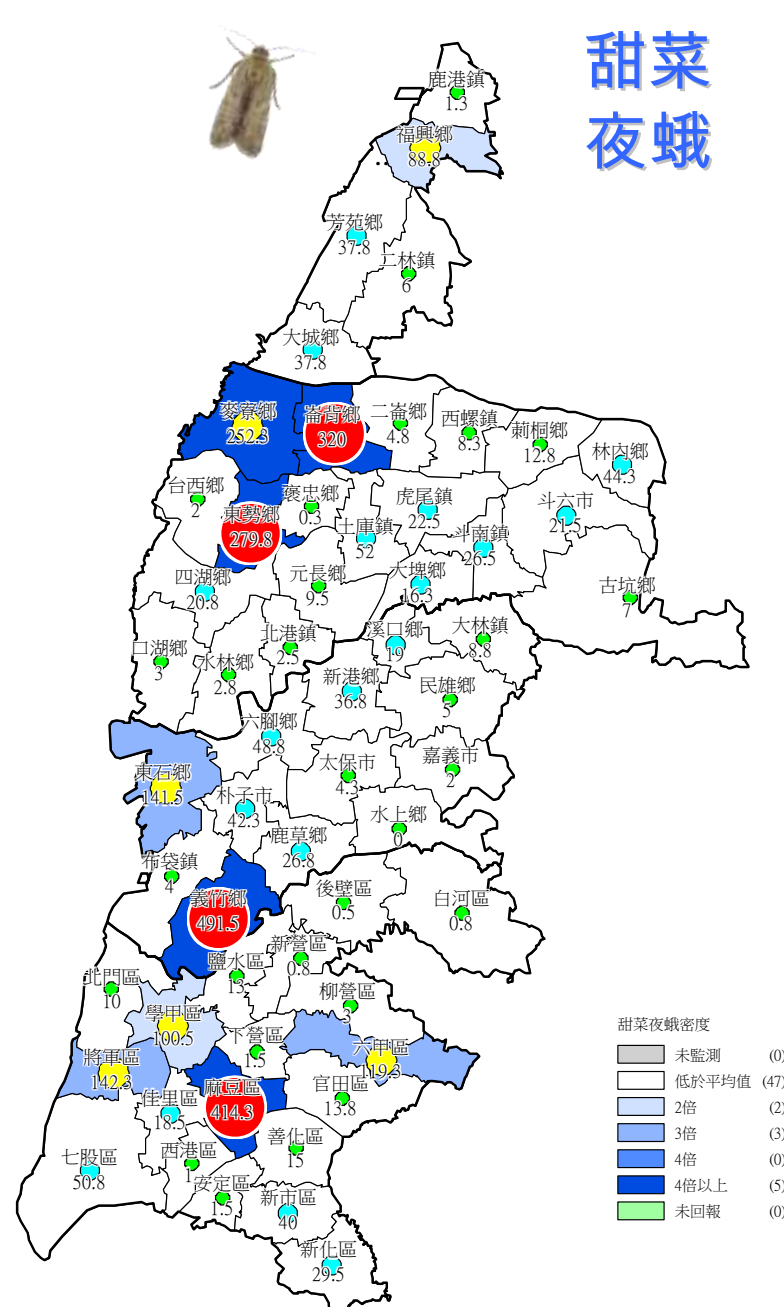 甜菜
夜蛾
鹿港鎮
1.3
福興鄉
88.8
芳苑鄉
37.8
二林鎮
6
大城鄉
37.8
麥寮鄉
252.3
崙背鄉
320
二崙鄉
4.8
西螺鎮
8.3
莿桐鄉
12.8
林內鄉
44.3
台西鄉
2
東勢鄉
279.8
褒忠鄉
0.3
土庫鎮
52
虎尾鎮
22.5
斗南鎮
26.5
斗六市
21.5
四湖鄉
20.8
元長鄉
9.5
大埤鄉
16.3
古坑鄉
7
口湖鄉
3
水林鄉
2.8
北港鎮
2.5
溪口鄉
19
大林鎮
8.8
新港鄉
36.8
民雄鄉
5
六腳鄉
48.8
東石鄉
141.5
朴子市
42.3
太保市
4.3
嘉義市
2
水上鄉
0
鹿草鄉
26.8
布袋鎮
4
義竹鄉
491.5
後壁區
0.5
白河區
0.8
新營區
0.8
鹽水區
13
北門區
10
柳營區
3
學甲區
100.5
下營區
1.5
六甲區
119.3
將軍區
142.3
麻豆區
414.3
官田區
13.8
佳里區
18.5
善化區
15
七股區
50.8
西港區
1
安定區
1.5
新市區
40
新化區
29.5
甜菜夜蛾密度
未監測 (0)
低於平均值 (47)
2倍 (2)
3倍 (3)
4倍 (0)
4倍以上 (5)
未回報 (0)